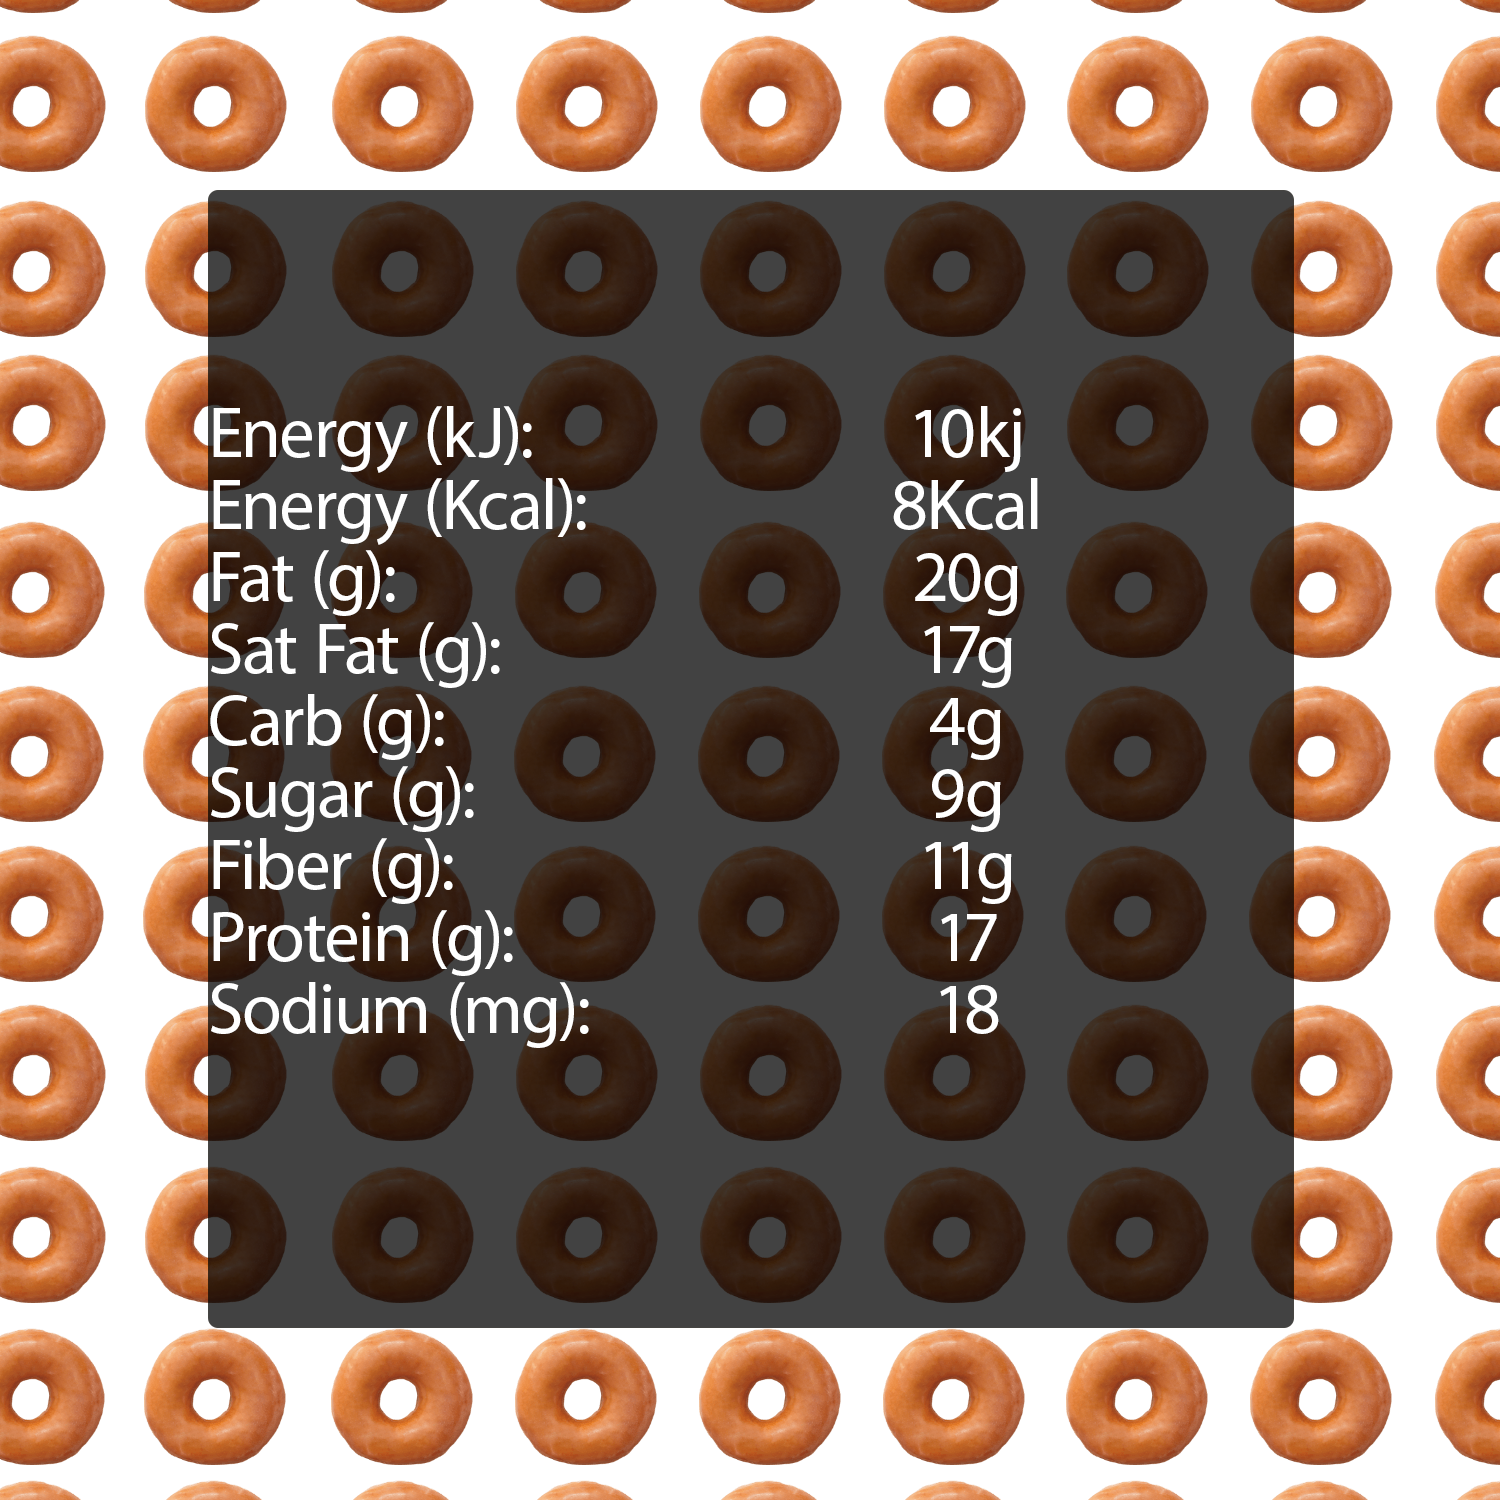 Energy (kJ): 10kj
Energy (Kcal): 8Kcal
Fat (g): 20g
Sat Fat (g): 17g
Carb (g): 4g
Sugar (g): 9g
Fiber (g): 11g
Protein (g): 17
Sodium (mg): 18